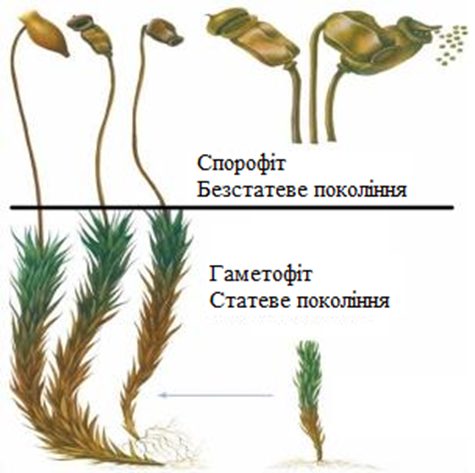 Спорофіт
Безстатеве покоління
Гаметофіт
Статеве покоління